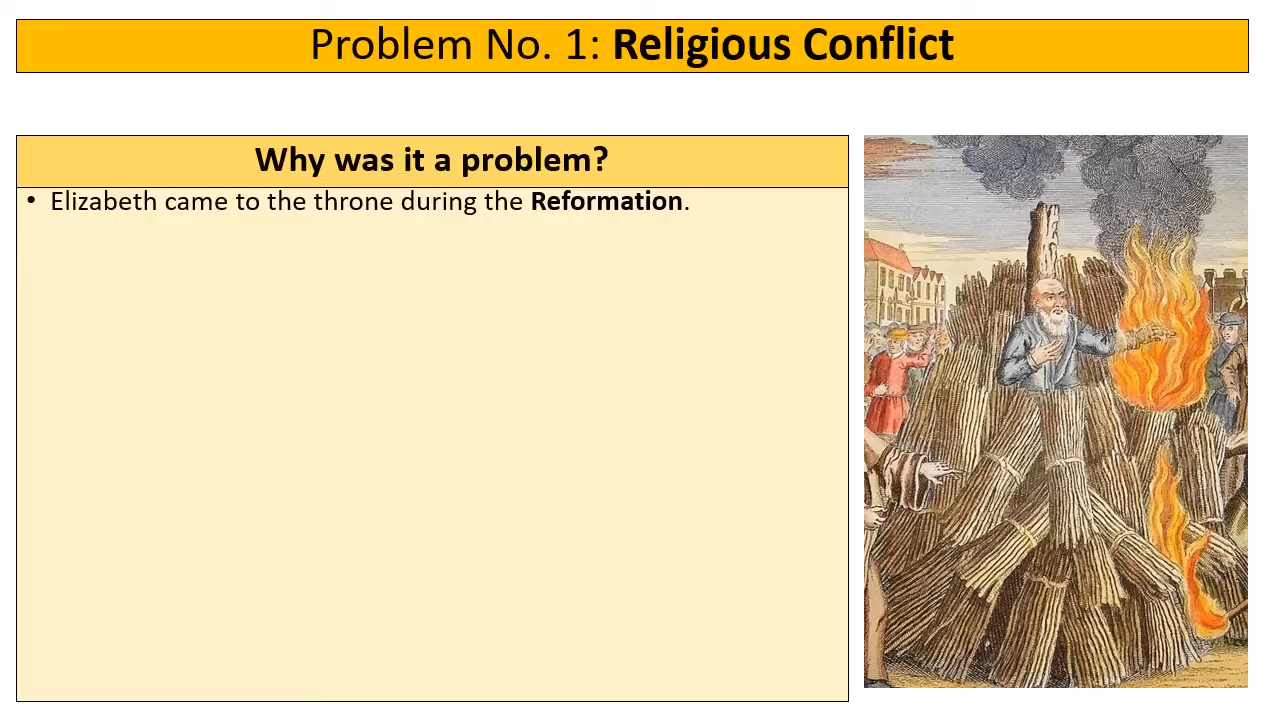 Problem No. 1: Religious Conflict
Why was it a problem?
• Elizabeth came to the throne during the Reformation.